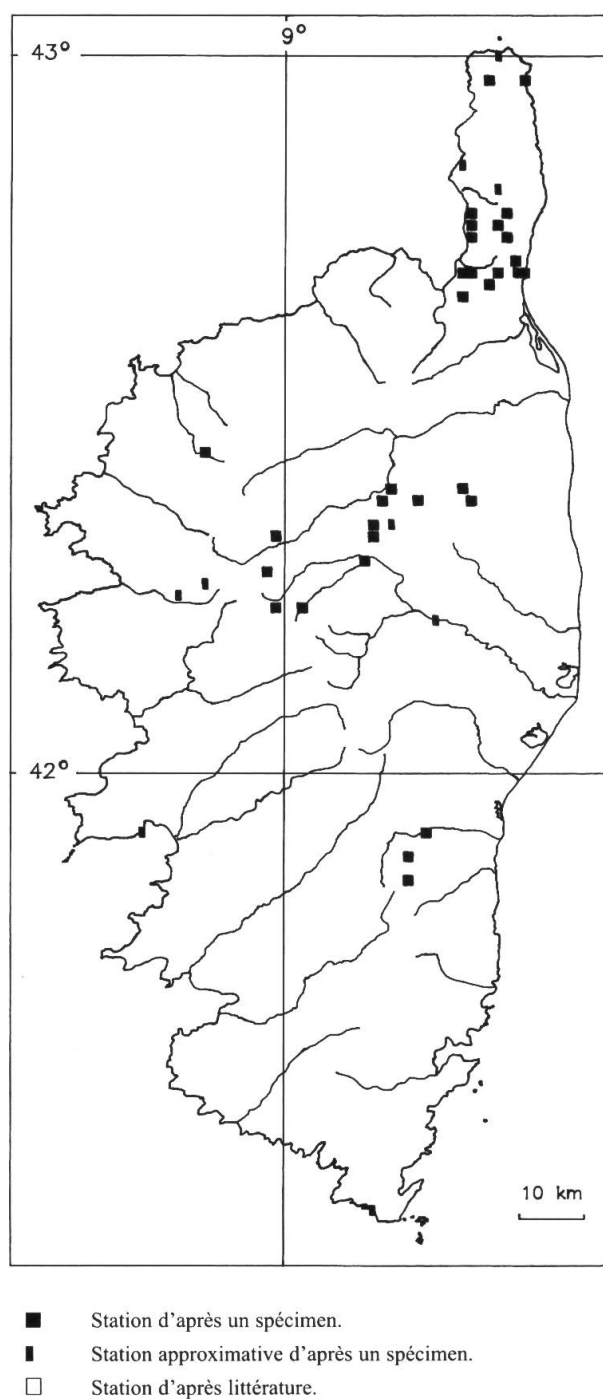 9°
43°
42°
10 km
Station d'après un spécimen.
Station approximative d'après un spécimen.
Station d'après littérature.